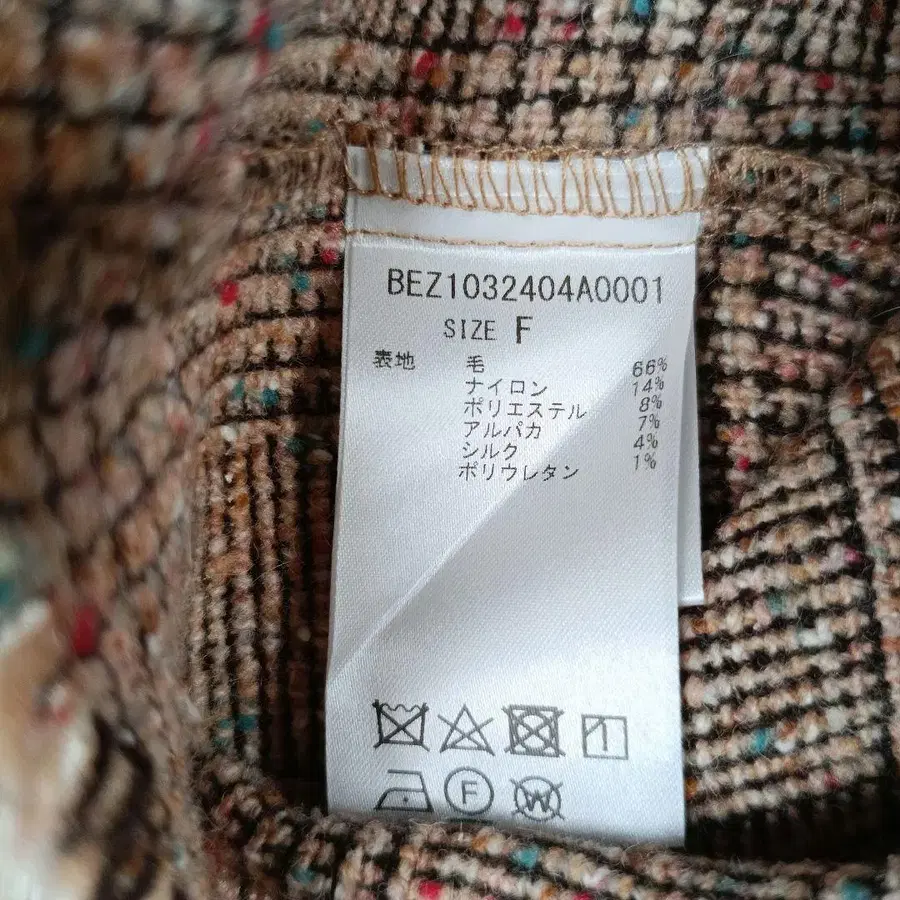 BEZ1032404A0001
SIZE F
表地 毛 66%
ナイロン 14%
ポリエステル 8%
アルパカ 7%
シルク 4%
ポリウレタン 1%
F W